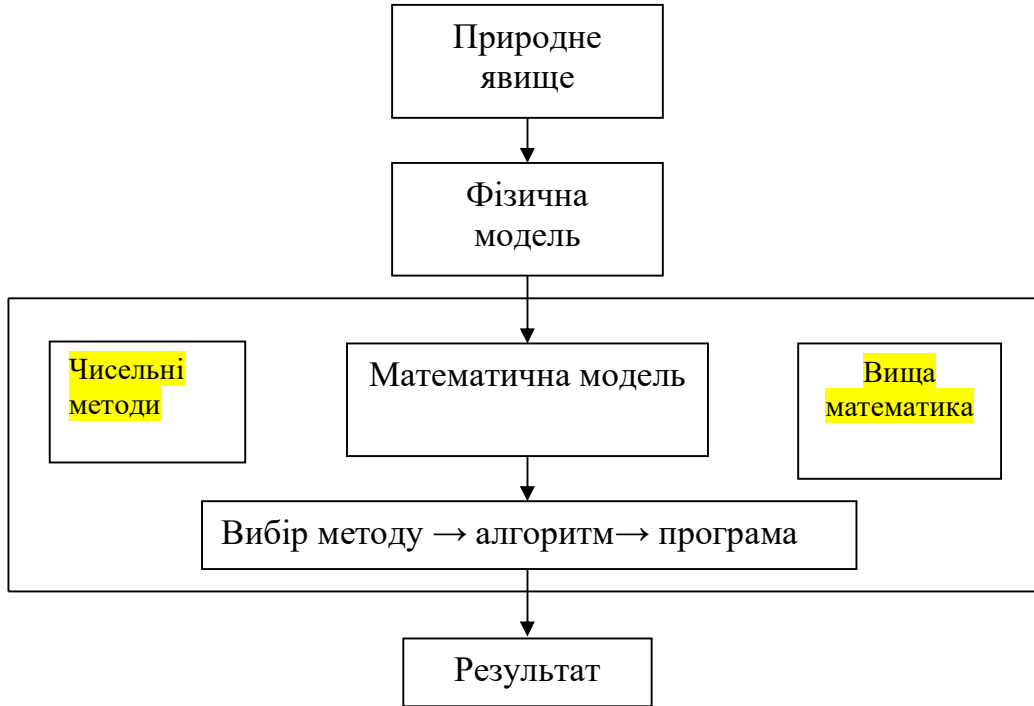 Природне
явище
Фізична
модель
Чисельні
методи
Математична модель
Вища
математика
Вибір методу → алгоритм→ програма
Результат